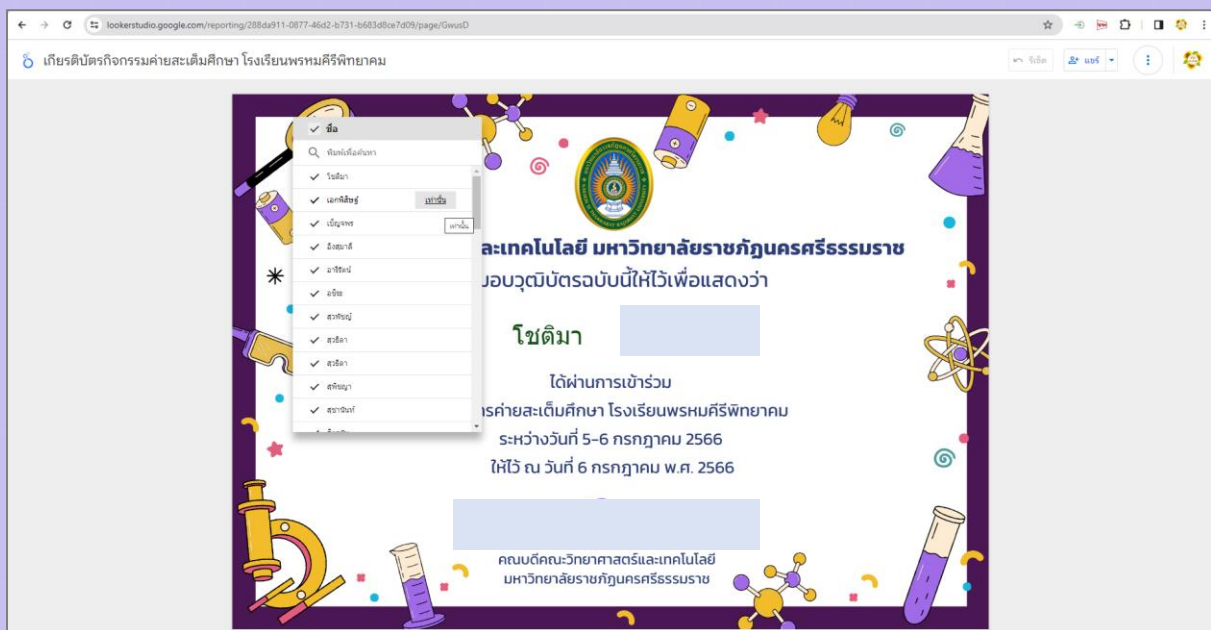 lookerstudio.google.com/reporting/288da911-0877-46d2-b731-b683d8ce7d09/page/GwusD
เกียรติบัตรกิจกรรมค่ายสะเต็มศึกษา โรงเรียนพรหมคีรีพิทยาคม
รีเซ็ต
แชร์
ชื่อ
พิมพ์เพื่อค้นหา
โชติมา
เอกพิสิษฐ์ เท่านั้น
เบ็ญจพร
เท่านั้น
อังสุมาลี
อารีรัตน์
สุวพิชญ์
สุวธิดา
สุวธิดา
สุพิชญา
สุชานันท์
ละเทคโนโลยี มหาวิทยาลัยราชภัฏนครศรีธรรมราช
มอบวุฒิบัตรฉบับนี้ให้ไว้เพื่อแสดงว่า
โชติมา
ได้ผ่านการเข้าร่วม
ารค่ายสะเต็มศึกษา โรงเรียนพรหมคีรีพิทยาคม
ระหว่างวันที่ 5-6 กรกฎาคม 2566
ให้ไว้ ณ วันที่ 6 กรกฎาคม พ.ศ. 2566
คณบดีคณะวิทยาศาสตร์และเทคโนโลยี
มหาวิทยาลัยราชภัฏนครศรีธรรมราช